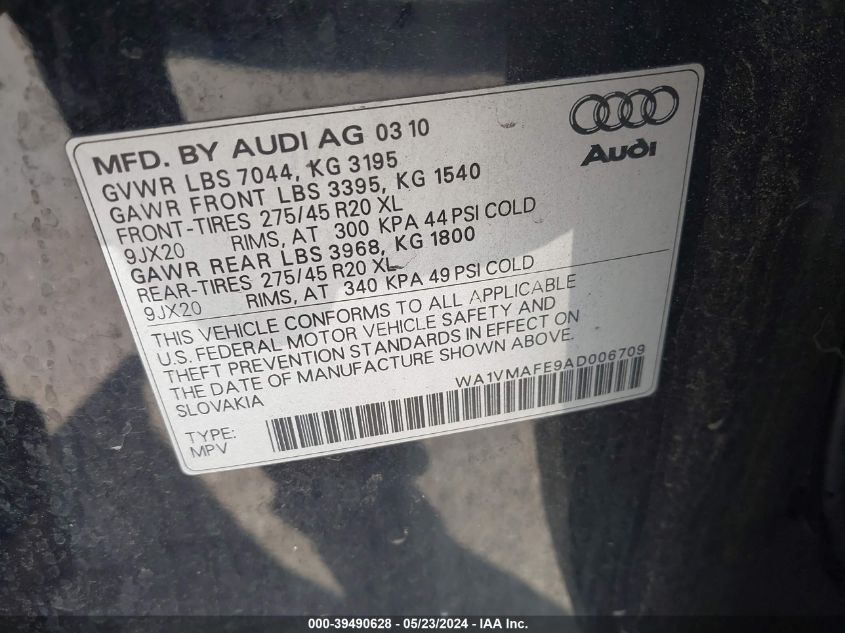 MFD. BY AUDI AG 03 10
GVWR LBS 7044, KG 3195
GAWR FRONT LBS 3395, KG 1540
FRONT-TIRES 275/45 R20 XL
9JX20 RIMS, AT 300 KPA 44 PSI COLD
GAWR REAR LBS 3968, KG 1800
REAR-TIRES 275/45 R20 XL
9JX20 RIMS, AT 340 KPA 49 PSI COLD
Audi
THIS VEHICLE CONFORMS TO ALL APPLICABLE
U.S. FEDERAL MOTOR VEHICLE SAFETY AND
THEFT PREVENTION STANDARDS IN EFFECT ON
THE DATE OF MANUFACTURE SHOWN ABOVE.
SLOVAKIA
WA1VMAFE9AD006709
TYPE:
MPV
000-39490628 - 05/23/2024 - IAA Inc.